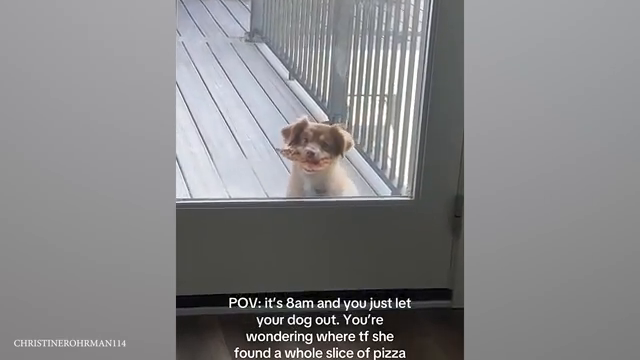 POV: it's 8am and you just let
your dog out. You're
wondering where tf she
found a whole slice of pizza
CHRISTINEROHRMAN114